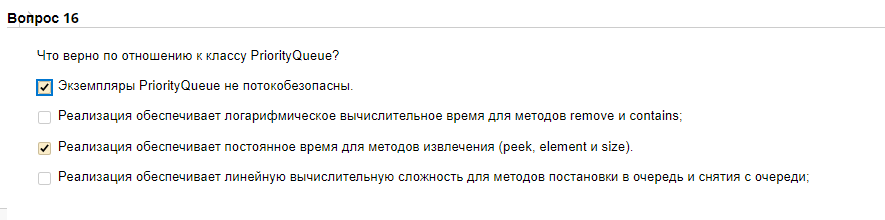 Вопрос 16
Что верно по отношению к классу PriorityQueue?
Экземпляры PriorityQueue не потокобезопасны.
Реализация обеспечивает логарифмическое вычислительное время для методов remove и contains;
Реализация обеспечивает постоянное время для методов извлечения (peek, element и size).
Реализация обеспечивает линейную вычислительную сложность для методов постановки в очередь и снятия с очереди;